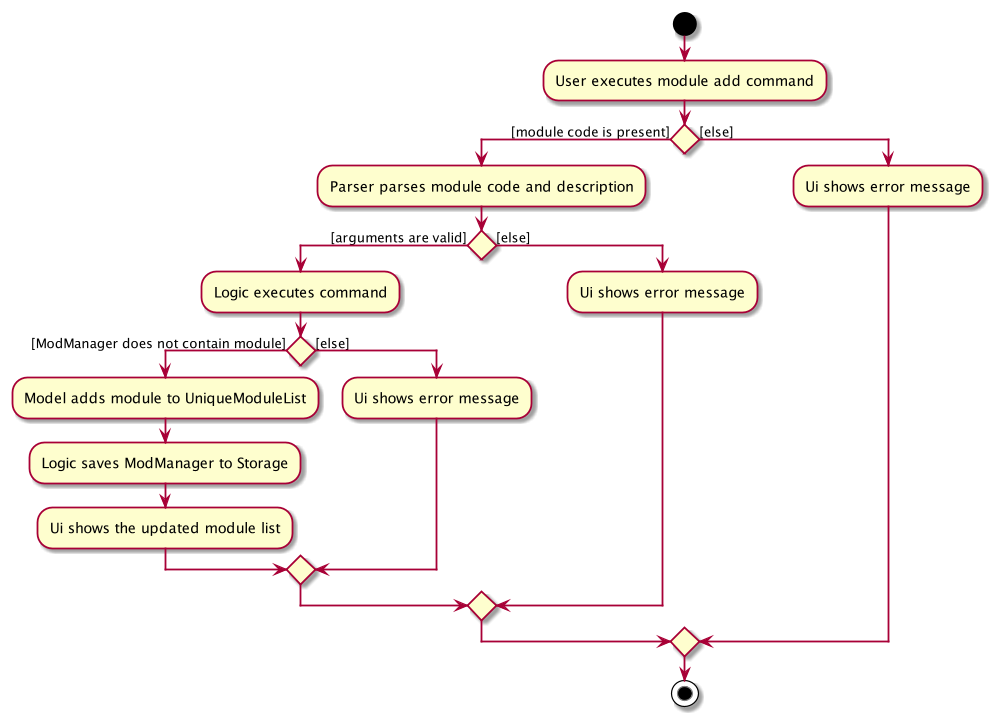 User executes module add command
[module code is present]
[else]
Parser parses module code and description
Ui shows error message
[arguments are valid]
[else]
Logic executes command
Ui shows error message
[ModManager does not contain module]
[else]
Model adds module to UniqueModuleList
Ui shows error message
Logic saves ModManager to Storage
Ui shows the updated module list